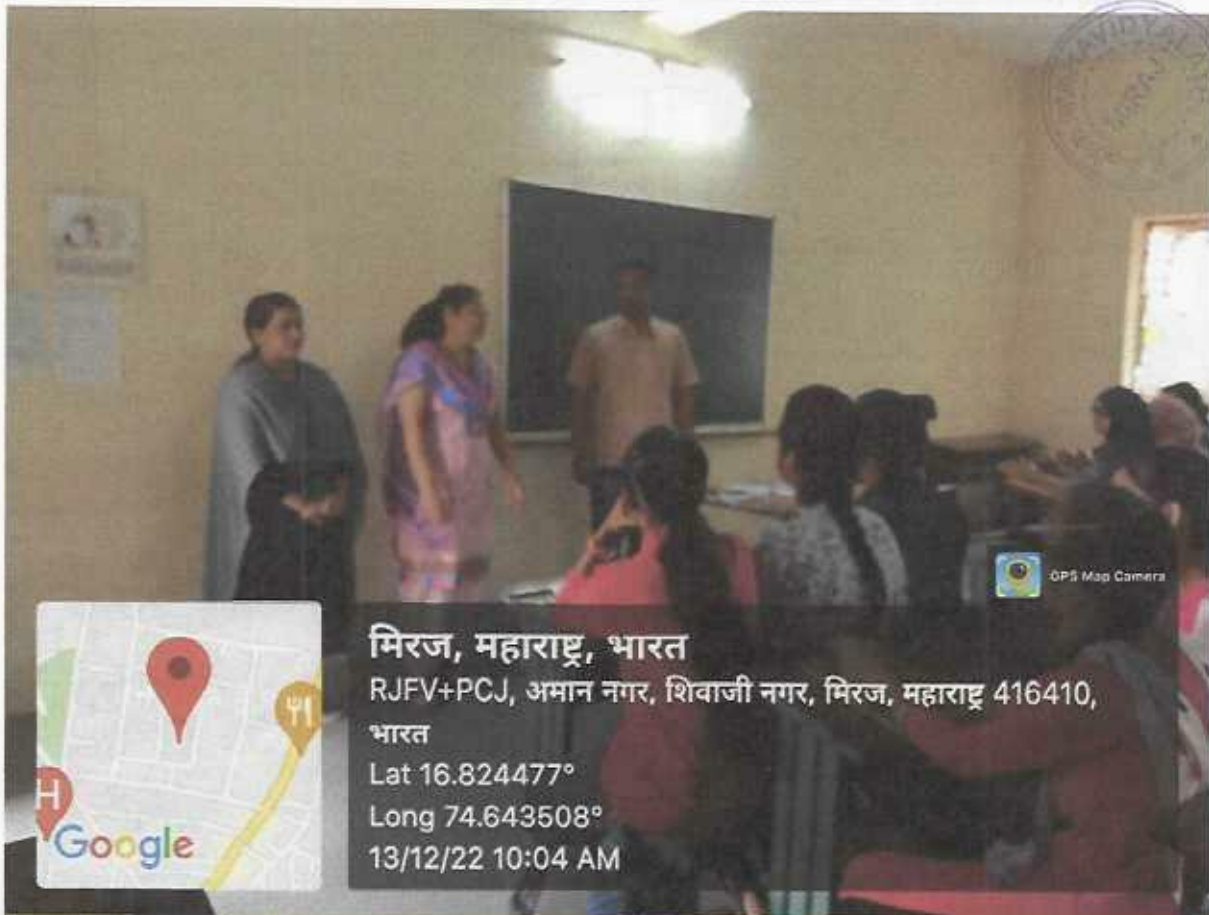 MIRAJ
GPS Map Camera
मिरज, महाराष्ट्र, भारत
RJFV+PCJ, अमान नगर, शिवाजी नगर, मिरज, महाराष्ट्र 416410,
भारत
Lat 16.824477°
Long 74.643508°
13/12/22 10:04 AM
H
Google